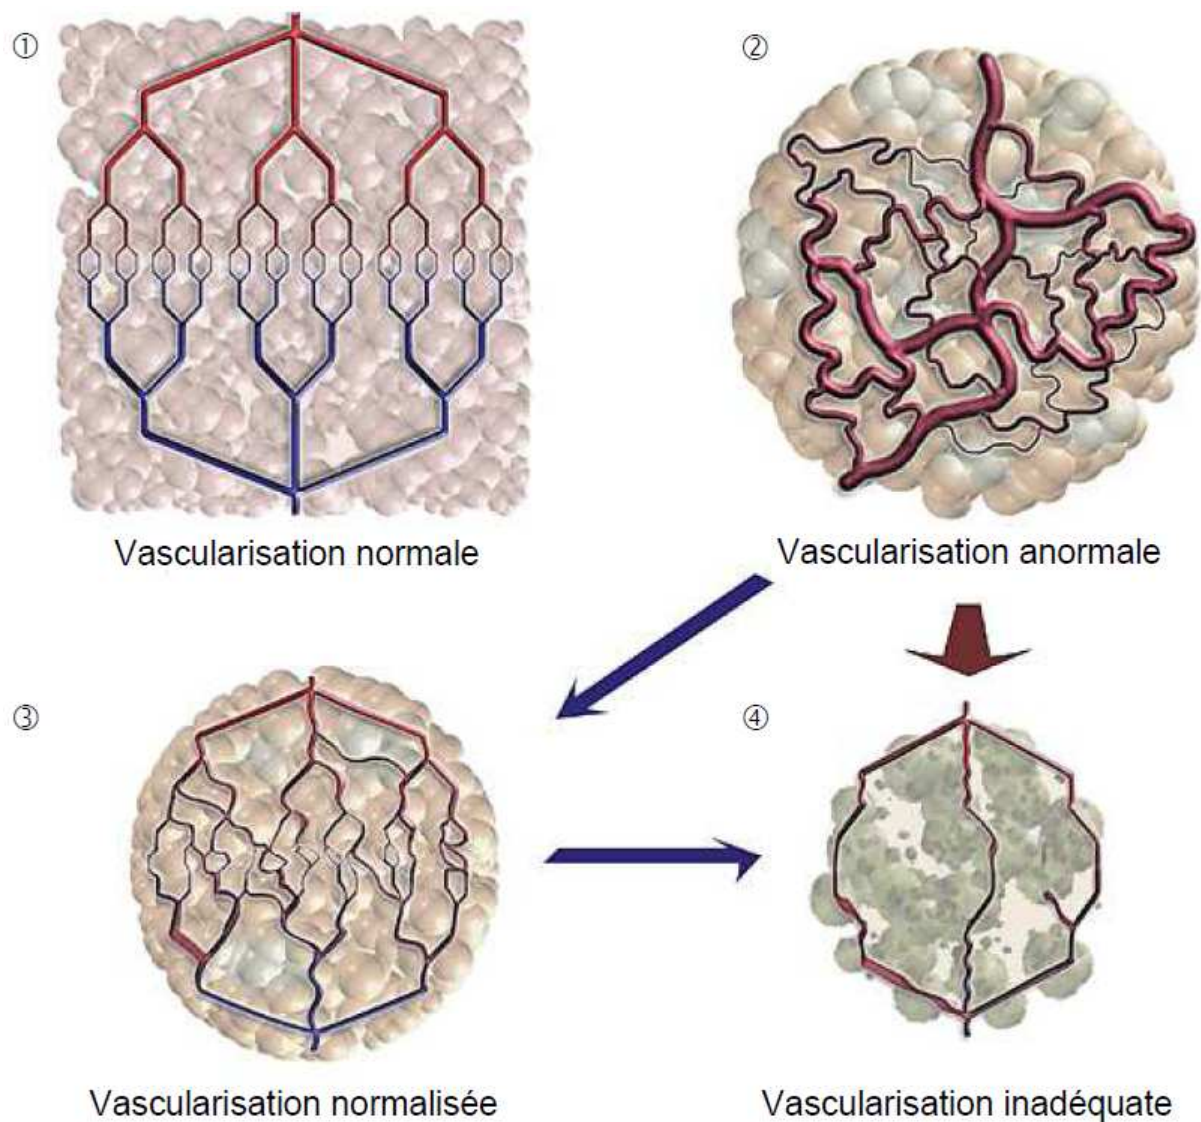 ①
②
Vascularisation normale
Vascularisation anormale
③
④
Vascularisation normalisée
Vascularisation inadéquate